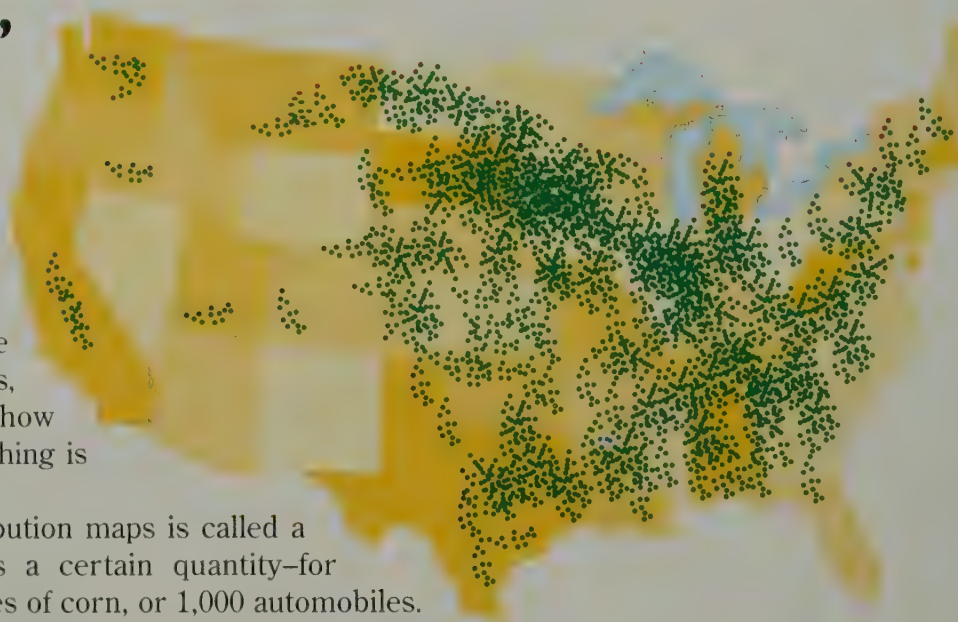 ,
e
s,
how
hing is
bution maps is called a
s a certain quantity–for
es of corn, or 1,000 automobiles.